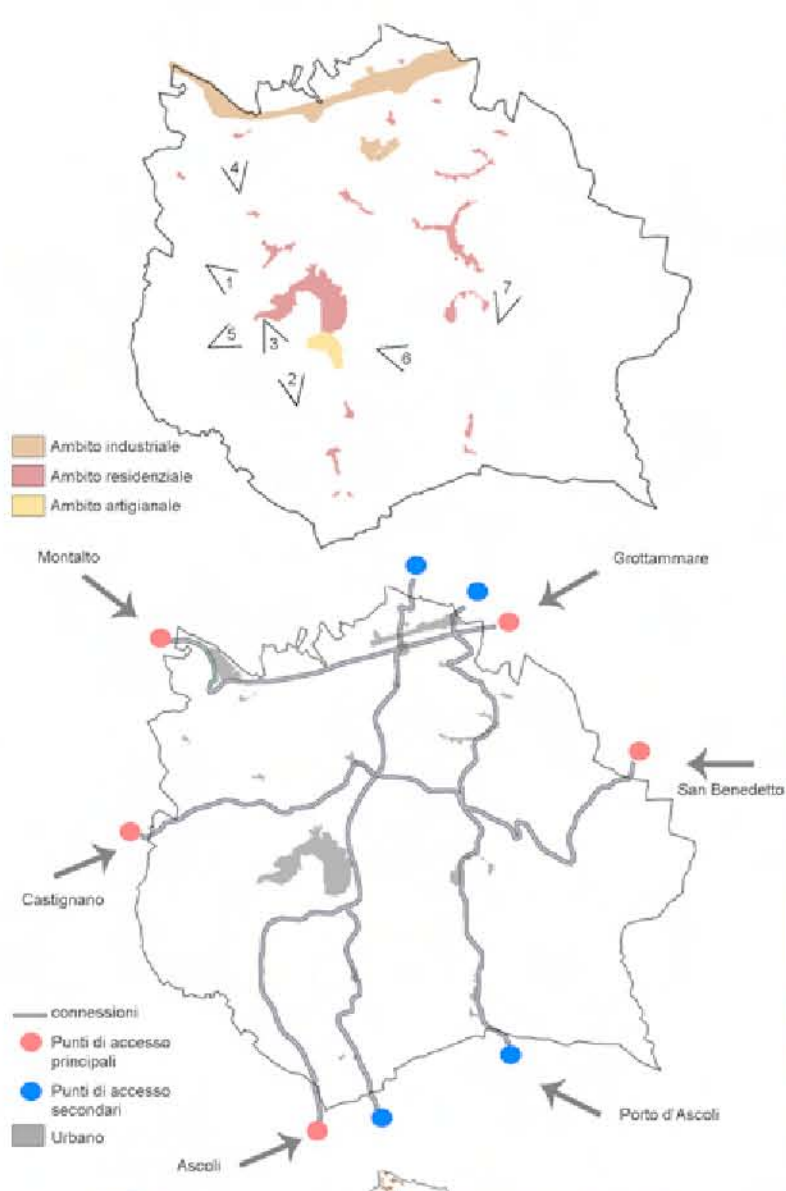 4
1
7
5
3
6
2
Ambito industriale
Ambito residenziale
Ambito artigianale
Montalto
Grottammare
San Benedetto
Castignano
connessioni
Punti di accesso
principali
Punti di accesso
secondari
Urbano
Porto d'Ascoli
Ascoli